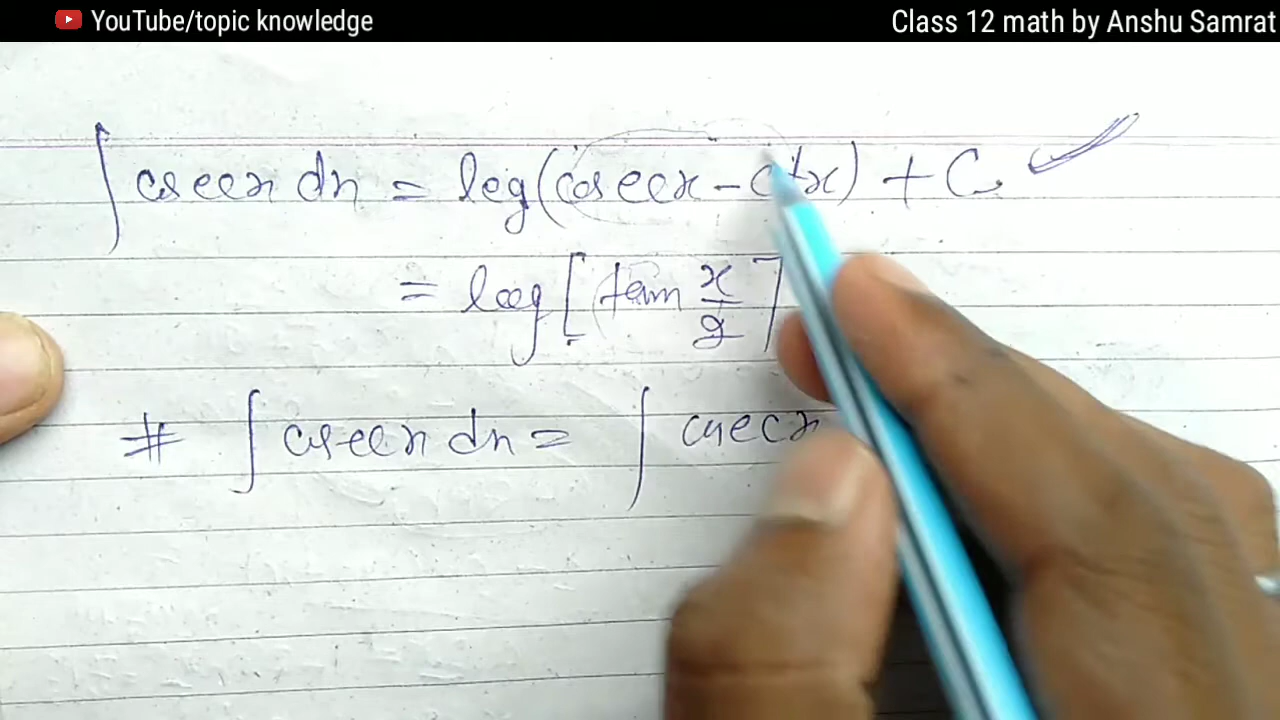 YouTube/topic knowledge
Class 12 math by Anshu Samrat
∫ cosecx dx = log(cosecx - cotx) + C
= log[tan x/2]
# ∫ cosecx dx = ∫ cosecx